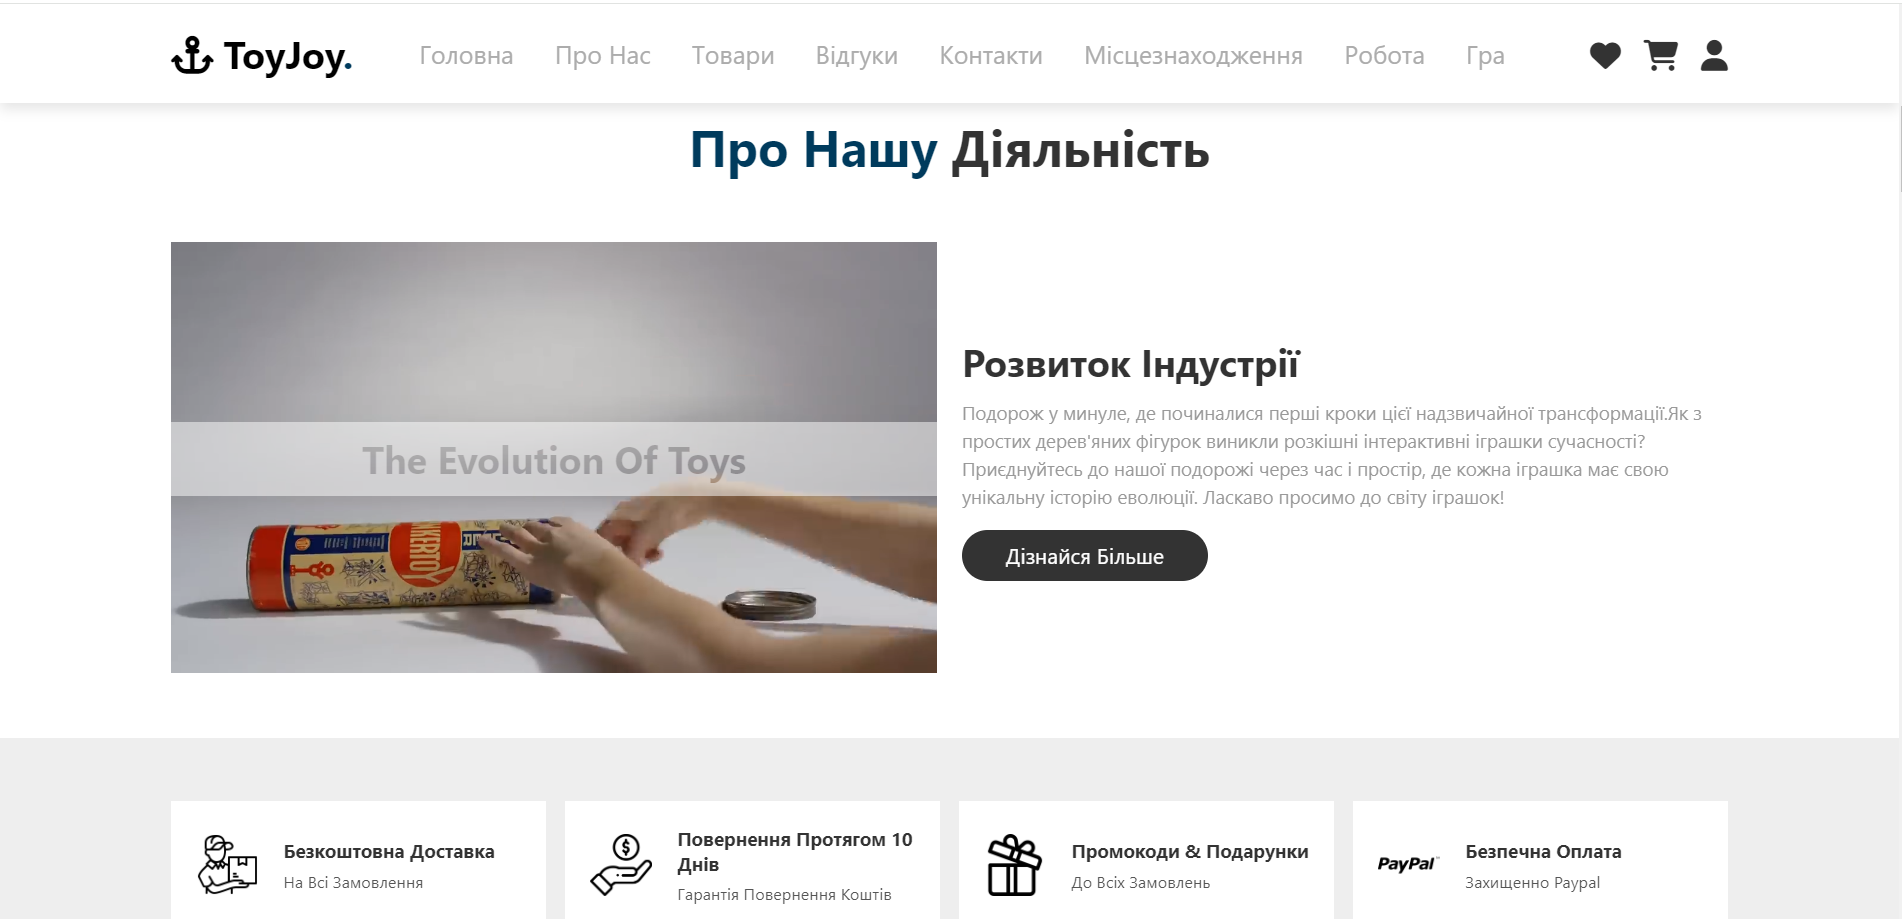 ToyJoy.
Головна Про Нас Товари Відгуки Контакти Місцезнаходження Робота Гра
Про Нашу Діяльність
The Evolution Of Toys
Розвиток Індустрії
Подорож у минуле, де починалися перші кроки цієї надзвичайної трансформації.Як з
простих дерев'яних фігурок виникли розкішні інтерактивні іграшки сучасності?
Приєднуйтесь до нашої подорожі через час і простір, де кожна іграшка має свою
унікальну історію еволюції. Ласкаво просимо до світу іграшок!
Дізнайся Більше
Безкоштовна Доставка
На Всі Замовлення
Повернення Протягом 10
Днів
Гарантія Повернення Коштів
Промокоди & Подарунки
До Всіх Замовлень
PayPal
Безпечна Оплата
Захищенно Paypal